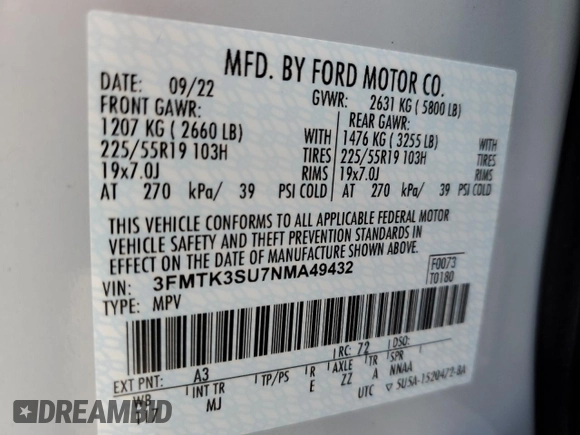 MFD. BY FORD MOTOR CO.
DATE: 09/22 GVWR: 2631 KG (5800 LB)
FRONT GAWR: REAR GAWR:
1207 KG (2660 LB) WITH 1476 KG (3255 LB) WITH
225/55R19 103H TIRES 225/55R19 103H TIRES
19x7.0J RIMS 19x7.0J RIMS
AT 270 kPa/ 39 PSI COLD AT 270 kPa/ 39 PSI COLD
THIS VEHICLE CONFORMS TO ALL APPLICABLE FEDERAL MOTOR
VEHICLE SAFETY AND THEFT PREVENTION STANDARDS IN
EFFECT ON THE DATE OF MANUFACTURE SHOWN ABOVE.
VIN: 3FMTK3SU7NMA49432 F0073
TYPE: MPV T0180
EXT PNT: A3 RC: 72 DSO:
WB INT TR TP/PS R E AXLE TR SPR
117 MJ ZZ A NNAA
UTC 5U5A-1520472-BA
DREAMBID